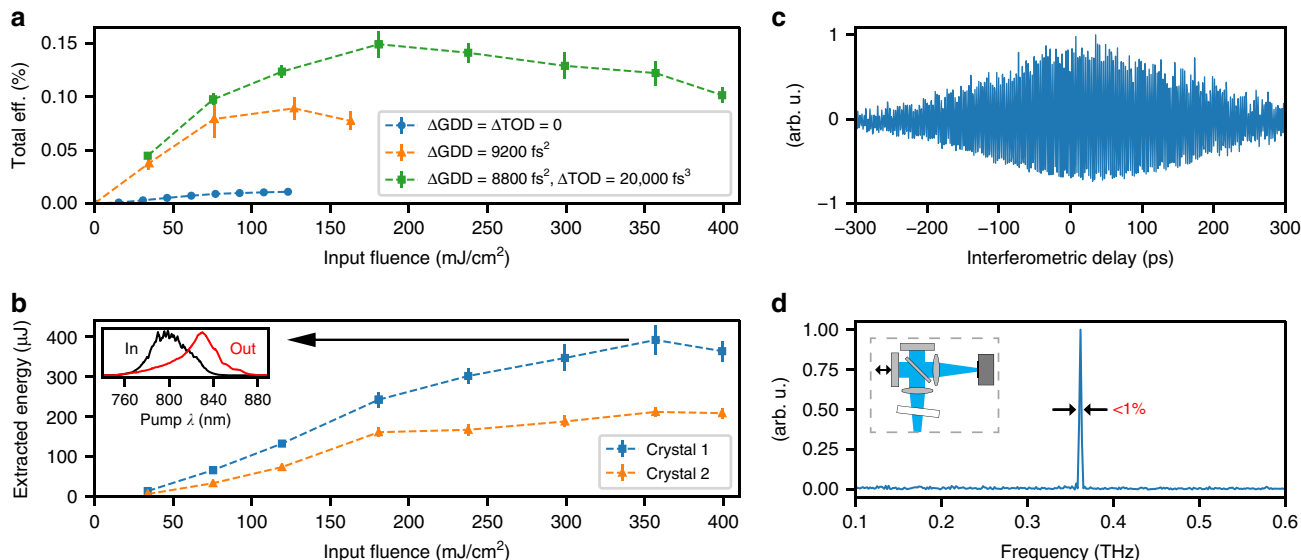 a
Total eff. (%)
0.15
0.10
0.05
0.00
ΔGDD = ΔTOD = 0
ΔGDD = 9200 fs²
ΔGDD = 8800 fs², ΔTOD = 20,000 fs³
0 50 100 150 200 250 300 350 400
Input fluence (mJ/cm²)
b
Extracted energy (μJ)
400
300
200
100
0
In
Out
760 800 840 880
Pump λ (nm)
Crystal 1
Crystal 2
0 50 100 150 200 250 300 350 400
Input fluence (mJ/cm²)
c
(arb. u.)
1
0
−1
−300 −200 −100 0 100 200 300
Interferometric delay (ps)
d
(arb. u.)
1.00
0.75
0.50
0.25
0.00
<1%
0.1 0.2 0.3 0.4 0.5 0.6
Frequency (THz)